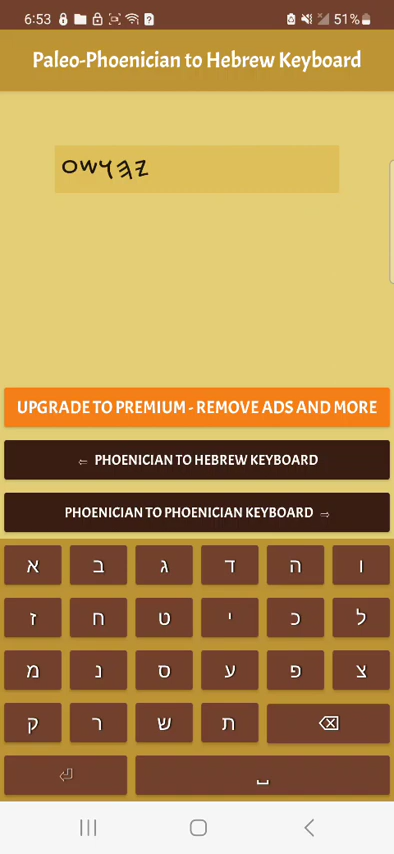 6:53 51%
Paleo-Phoenician to Hebrew Keyboard
𐤉𐤄𐤅𐤔𐤏
UPGRADE TO PREMIUM - REMOVE ADS AND MORE
⇐ PHOENICIAN TO HEBREW KEYBOARD
PHOENICIAN TO PHOENICIAN KEYBOARD ⇒
א ב ג ד ה ו
ז ח ט י כ ל
מ נ ס ע פ צ
ק ר ש ת